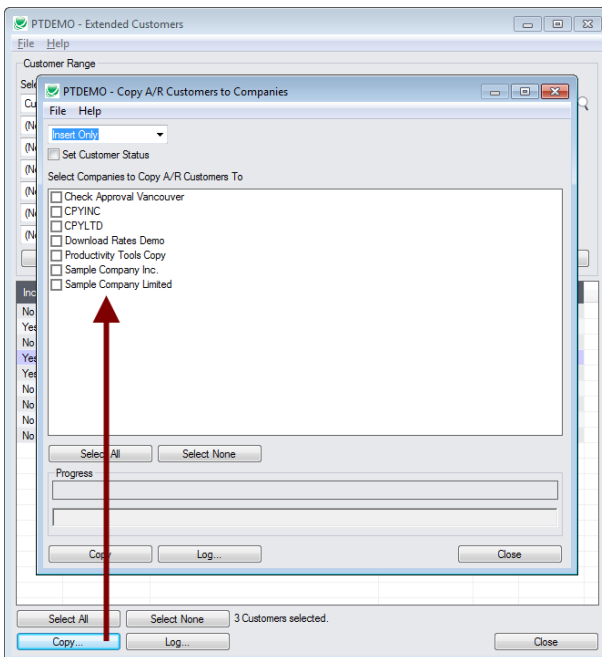 PTDEMO - Extended Customers
File Help
Customer Range
PTDEMO - Copy A/R Customers to Companies
File Help
Insert Only
Set Customer Status
Select Companies to Copy A/R Customers To
Check Approval Vancouver
CPYINC
CPYLTD
Download Rates Demo
Productivity Tools Copy
Sample Company Inc.
Sample Company Limited
No
Yes
No
Yes
Yes
No
No
No
No
Select All Select None
Progress
Copy Log... Close
Select All Select None 3 Customers selected.
Copy... Log... Close